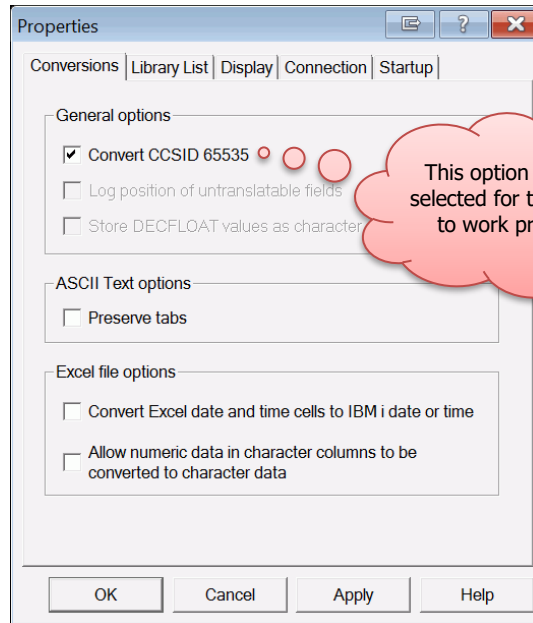 Properties
Conversions Library List Display Connection Startup
General options
Convert CCSID 65535
Log position of untranslatable fields
Store DECFLOAT values as character
This option
selected for
to work
ASCII Text options
Preserve tabs
Excel file options
Convert Excel date and time cells to IBM i date or time
Allow numeric data in character columns to be
converted to character data
OK Cancel Apply Help